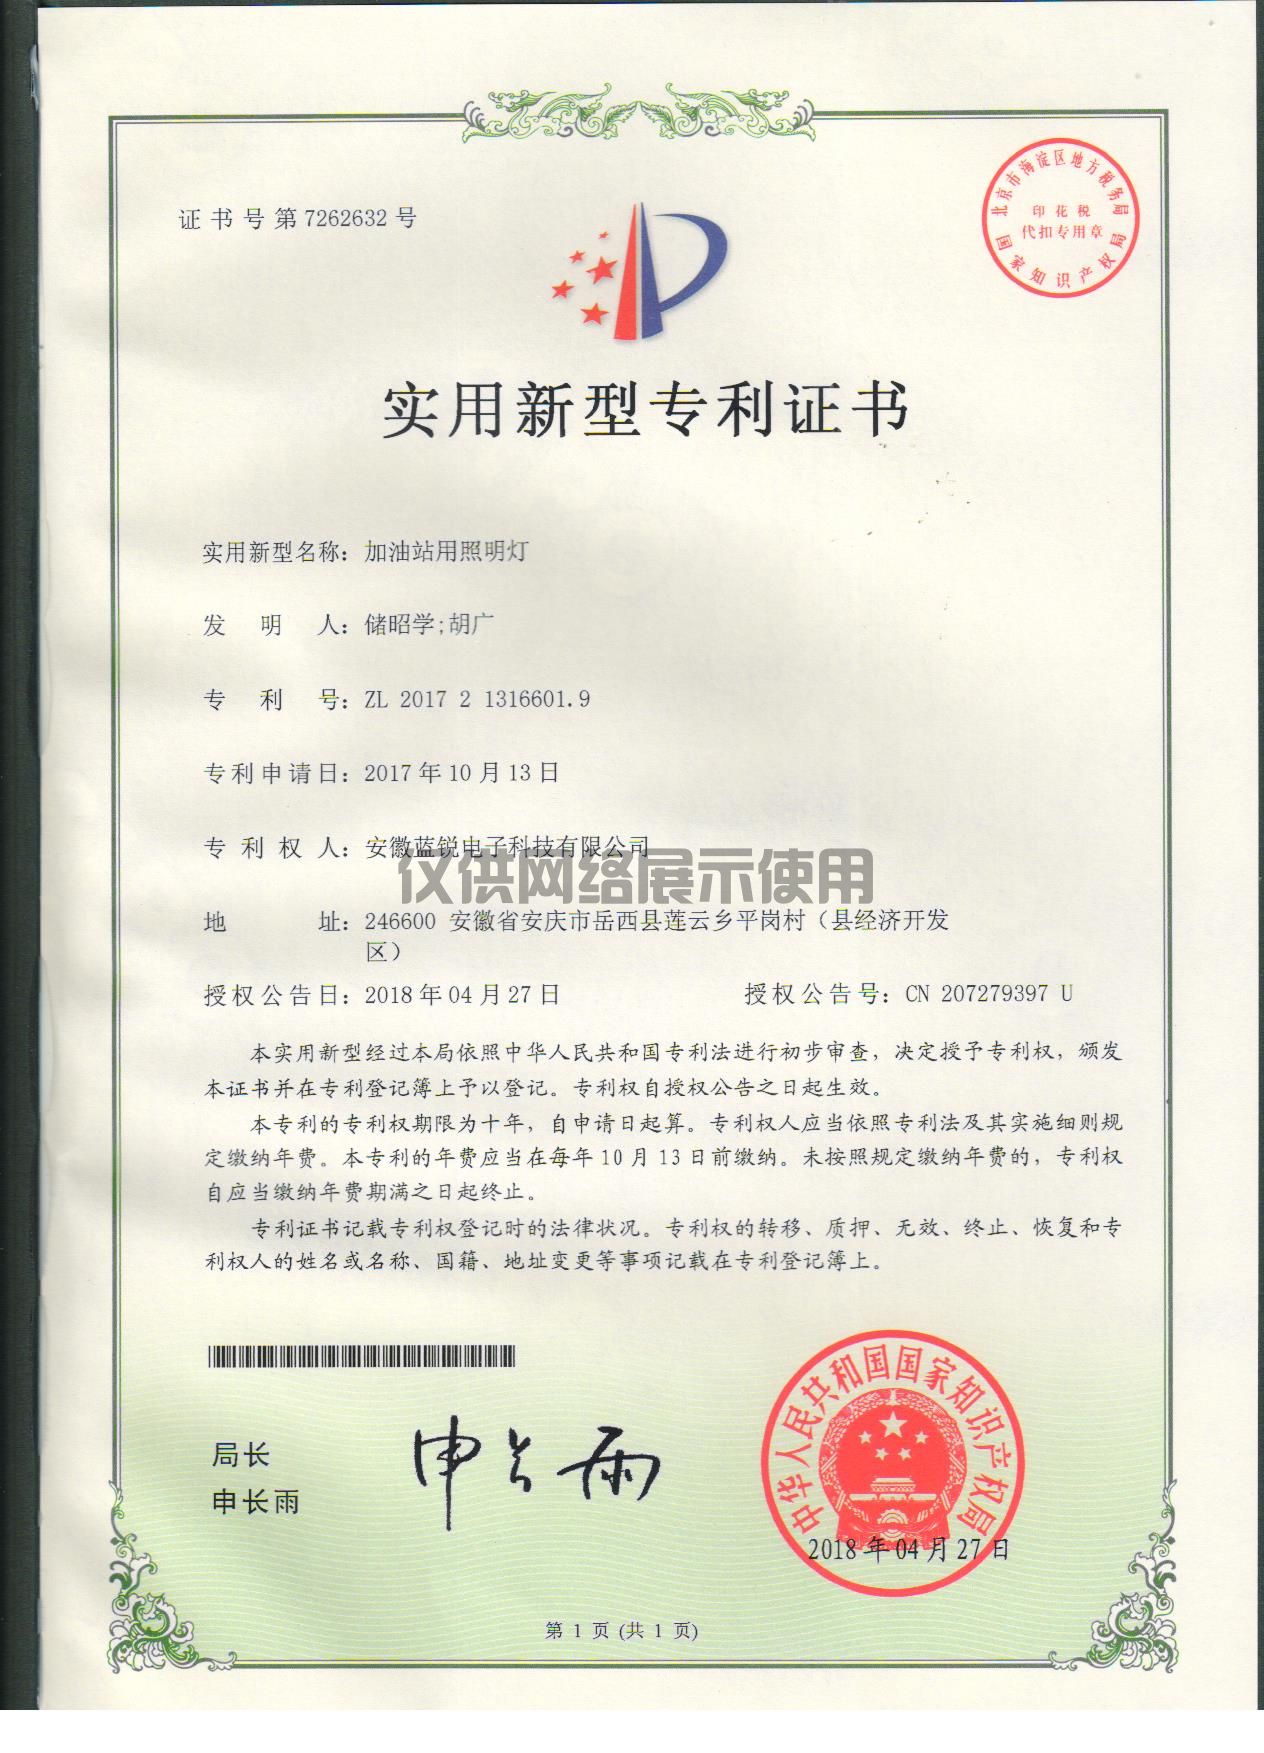 证书号第7262632号
北京市海淀区地方税务局
印花税
代扣专用章
国家知识产权局
实用新型专利证书
实用新型名称：加油站用照明灯
发明人：储昭学;胡广
专利号：ZL 2017 2 1316601.9
专利申请日：2017年10月13日
专利权人：安徽蓝锐电子科技有限公司
仅供网络展示使用
地址：246600 安徽省安庆市岳西县莲云乡平岗村（县经济开发
区）
授权公告日：2018年04月27日 授权公告号：CN 207279397 U
本实用新型经过本局依照中华人民共和国专利法进行初步审查，决定授予专利权，颁发
本证书并在专利登记簿上予以登记。专利权自授权公告之日起生效。
本专利的专利权期限为十年，自申请日起算。专利权人应当依照专利法及其实施细则规
定缴纳年费。本专利的年费应当在每年10月13日前缴纳。未按照规定缴纳年费的，专利权
自应当缴纳年费期满之日起终止。
专利证书记载专利权登记时的法律状况。专利权的转移、质押、无效、终止、恢复和专
利权人的姓名或名称、国籍、地址变更等事项记载在专利登记簿上。
局长
申长雨
申长雨
中华人民共和国国家知识产权局
2018年04月27日
第 1 页 (共 1 页)